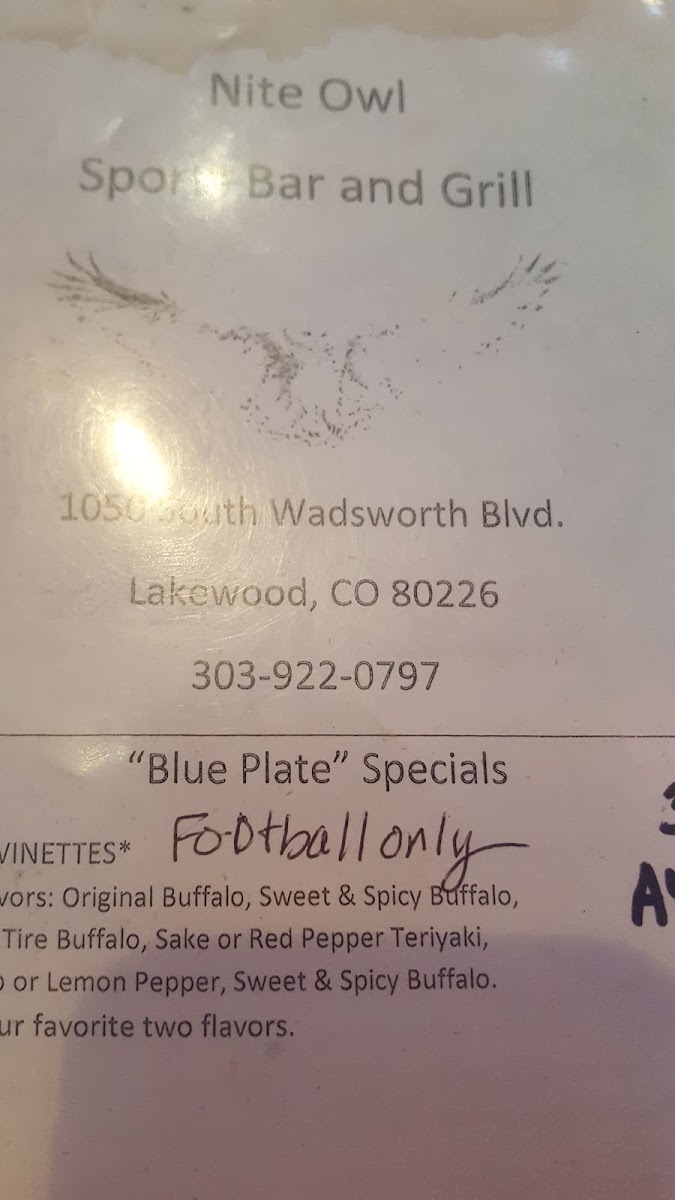 Nite Owl
Sports Bar and Grill
1050 South Wadsworth Blvd.
Lakewood, CO 80226
303-922-0797
"Blue Plate" Specials
VINETTES* Football only
vors: Original Buffalo, Sweet & Spicy Buffalo,
Tire Buffalo, Sake or Red Pepper Teriyaki,
or Lemon Pepper, Sweet & Spicy Buffalo.
ur favorite two flavors.